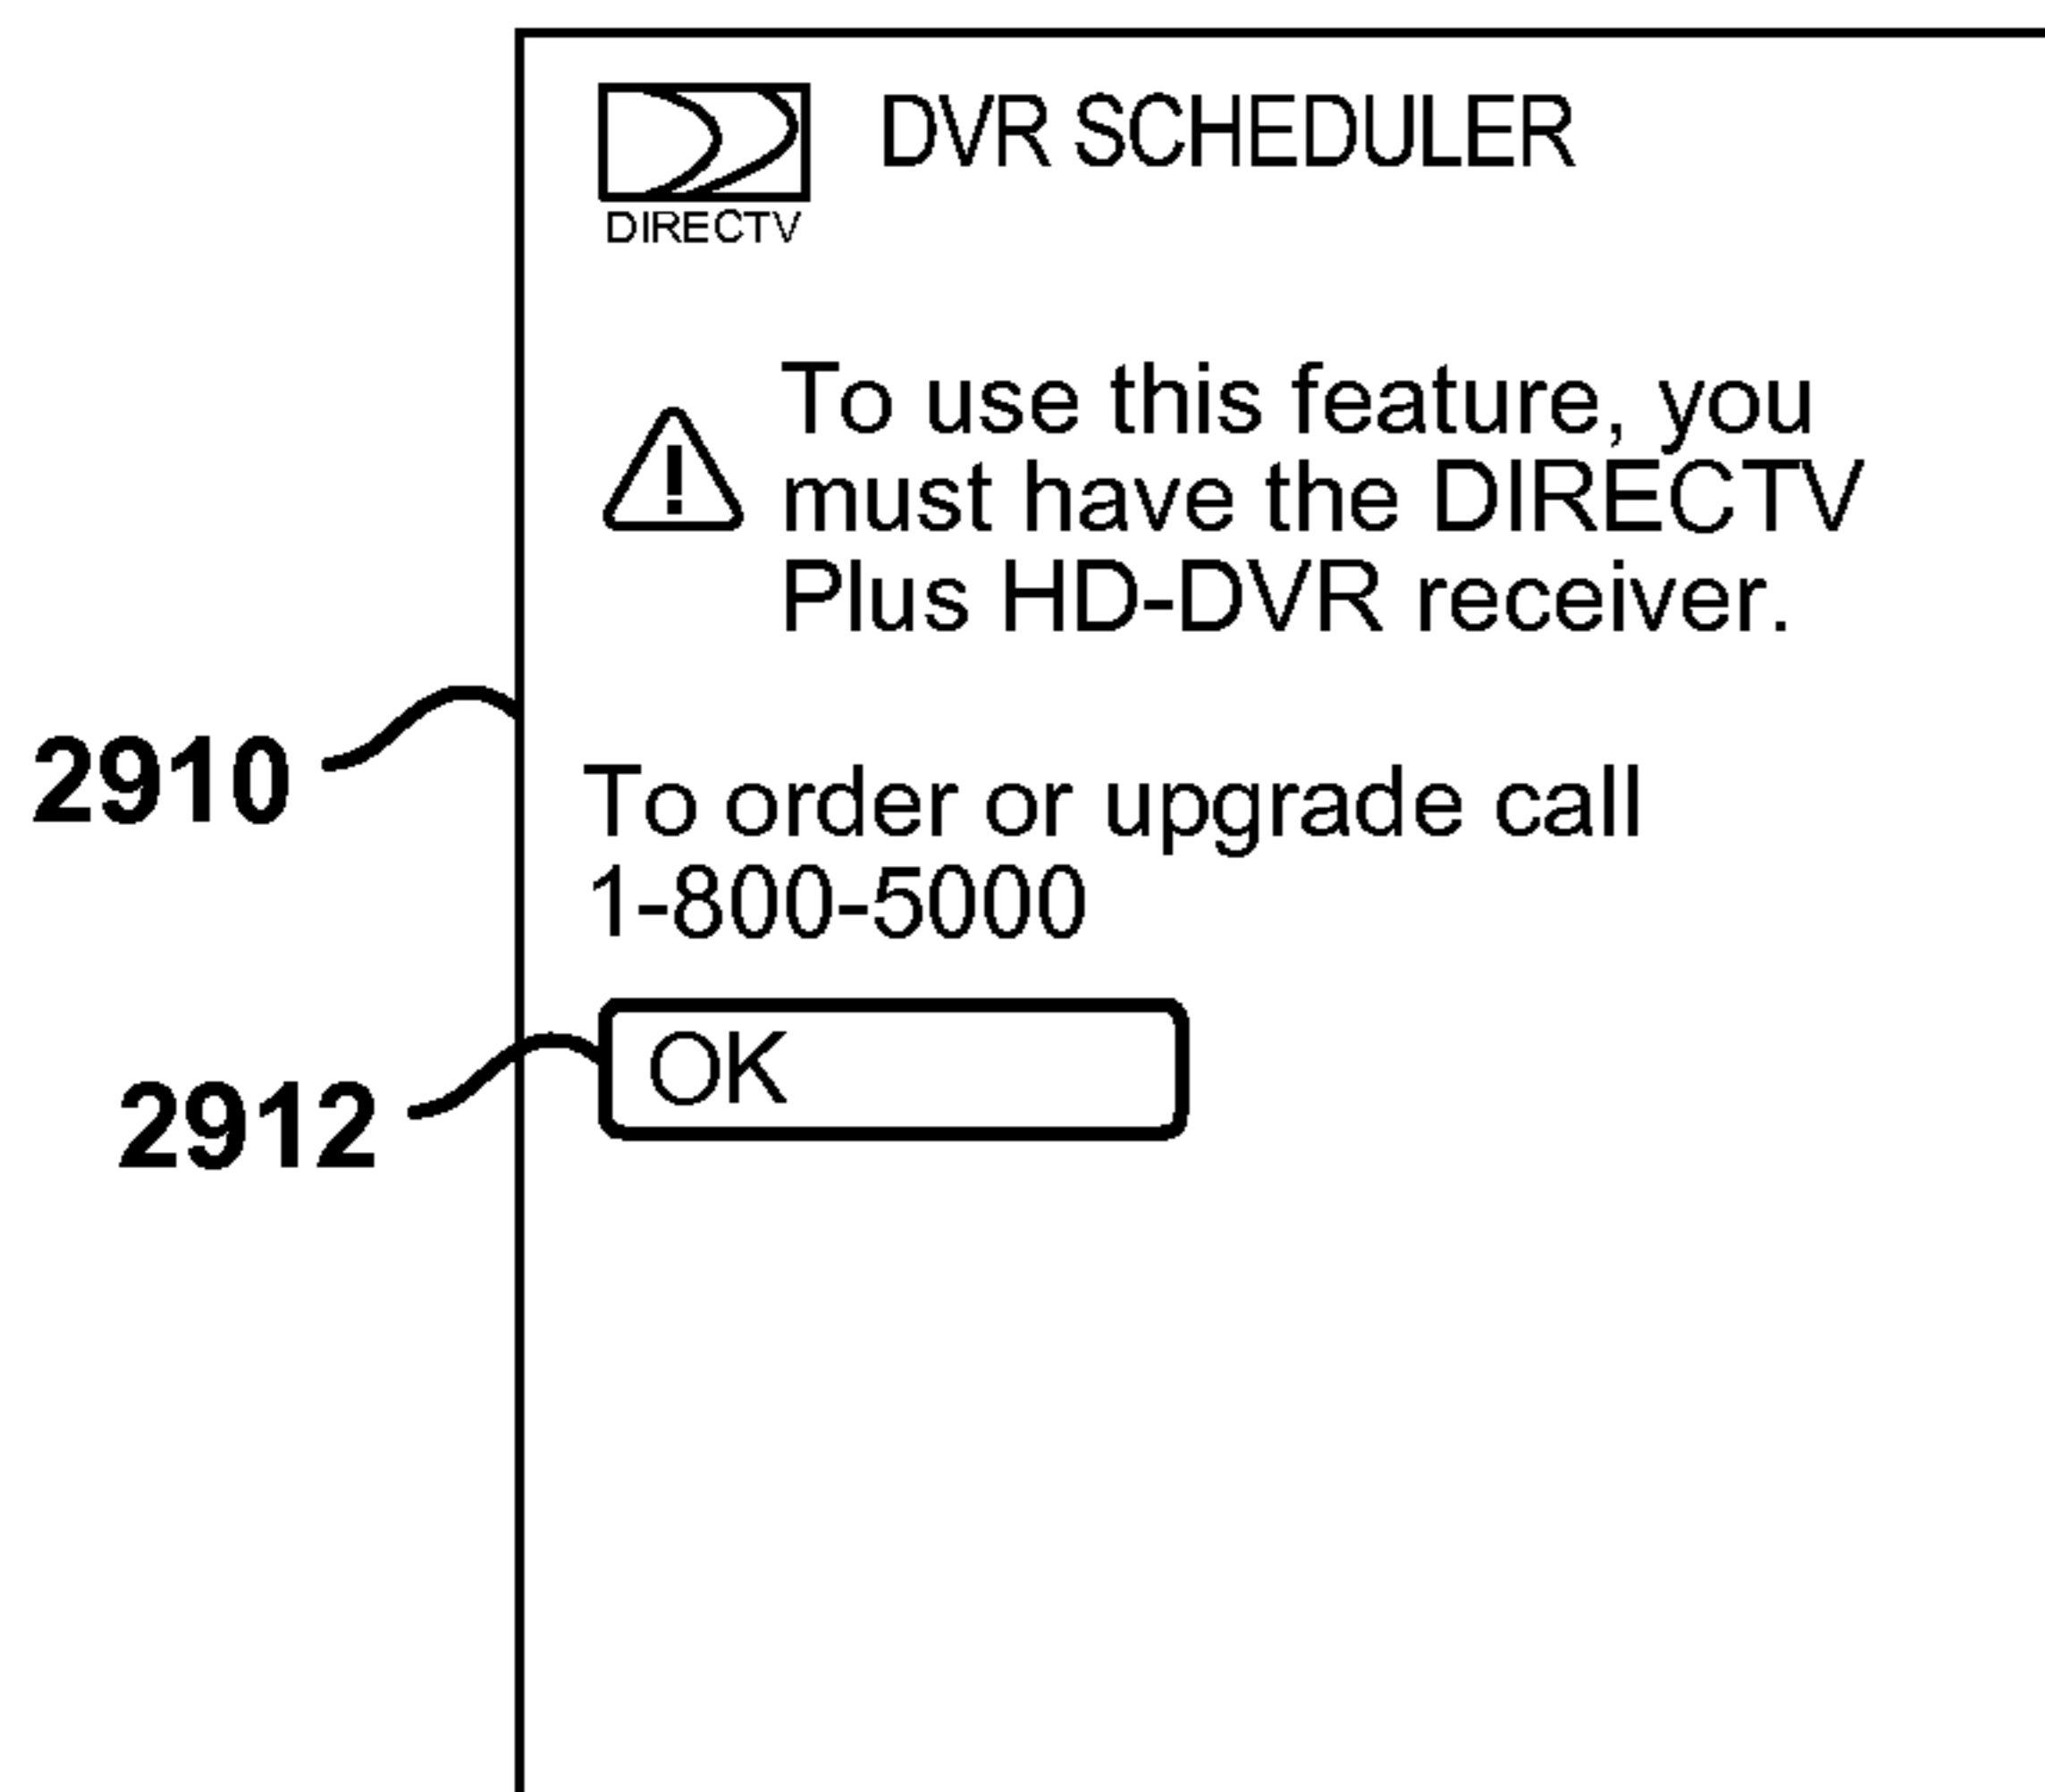 DVR SCHEDULER
DIRECTV
!
To use this feature, you
must have the DIRECTV
Plus HD-DVR receiver.
2910
To order or upgrade call
1-800-5000
OK
2912